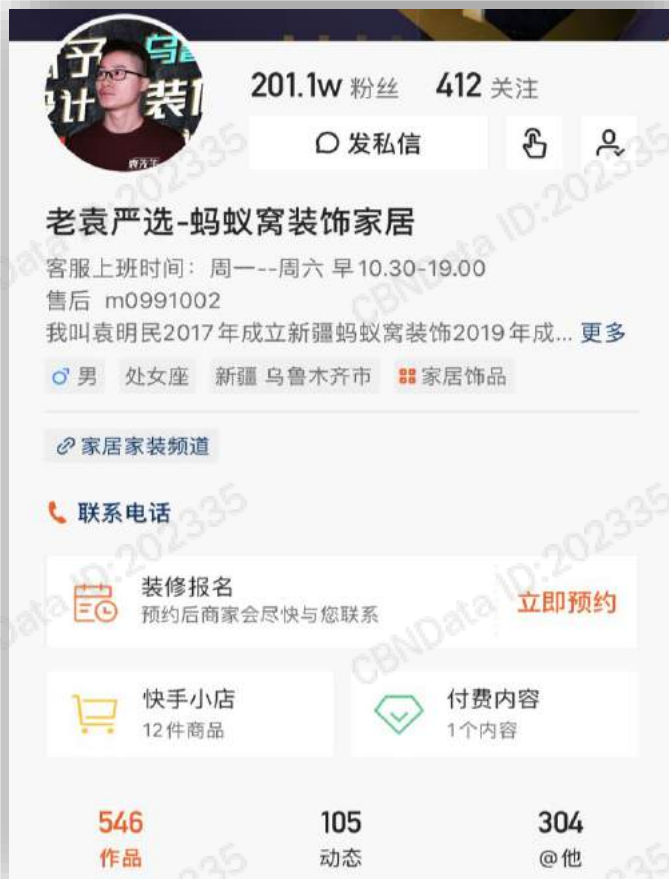 201.1w 粉丝 412 关注
发私信
老袁严选-蚂蚁窝装饰家居
客服上班时间：周一--周六 早10.30-19.00
售后 m0991002
我叫袁明民2017年成立新疆蚂蚁窝装饰2019年成... 更多
男 处女座 新疆 乌鲁木齐市 家居饰品
家居家装频道
联系电话
装修报名
预约后商家会尽快与您联系
立即预约
快手小店
12件商品
付费内容
1个内容
546 105 304
作品 动态 @他
CBNData ID:202335